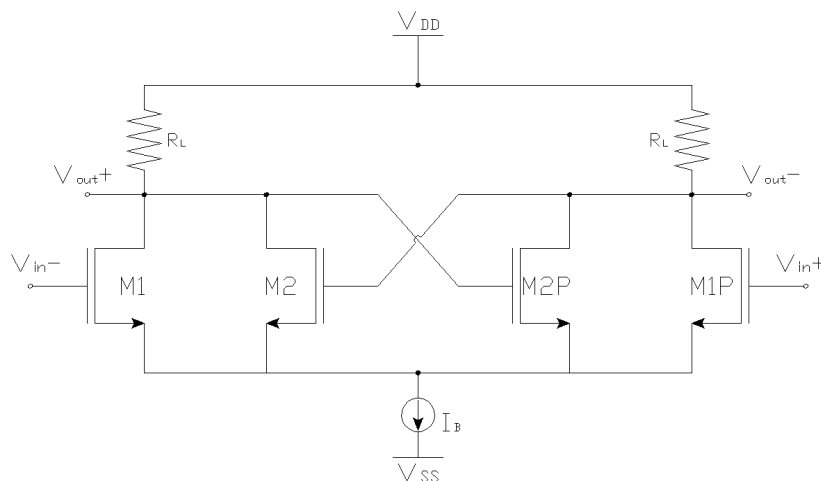 VDD
RL
RL
Vout+
Vout-
Vin-
M1
M2
M2P
M1P
Vin+
IB
VSS